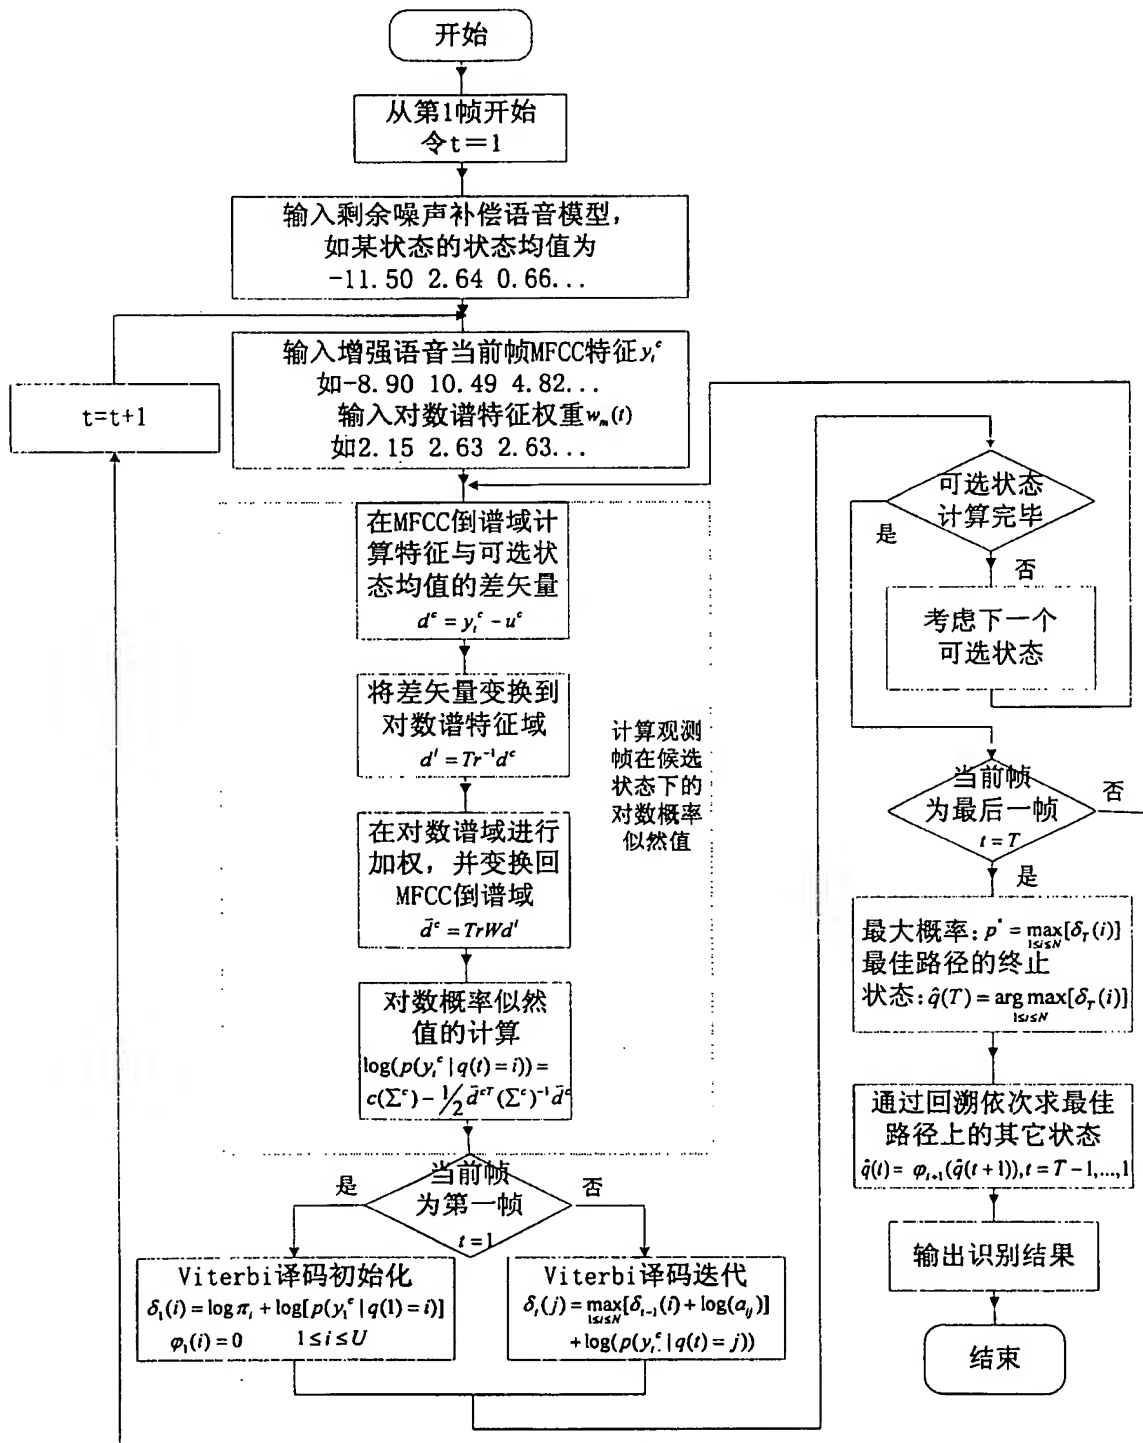 开始
从第1帧开始
令t＝1
输入剩余噪声补偿语音模型，
如某状态的状态均值为
-11.50 2.64 0.66...
输入增强语音当前帧MFCC特征y_t^c
如-8.90 10.49 4.82...
输入对数谱特征权重w_m(t)
如2.15 2.63 2.63...
t=t+1
在MFCC倒谱域计
算特征与可选状
态均值的差矢量
d^c = y_t^c - u^c
将差矢量变换到
对数谱特征域
d^l = Tr^{-1}d^c
在对数谱域进行
加权，并变换回
MFCC倒谱域
d̄^c = TrWd^l
对数概率似然
值的计算
log(p(y_t^c | q(t) = i)) =
c(Σ^c) - 1/2 d̄^{cT}(Σ^c)^{-1} d̄^c
计算观测
帧在候选
状态下的
对数概率
似然值
当前帧
为第一帧
t = 1
是
否
Viterbi译码初始化
δ_1(i) = log π_i + log[p(y_1^c | q(1) = i)]
φ_1(i) = 0 1 ≤ i ≤ U
Viterbi译码迭代
δ_t(j) = max_{1≤i≤N}[δ_{t-1}(i) + log(a_{ij})]
+ log(p(y_t^c | q(t) = j))
可选状态
计算完毕
是
否
考虑下一个
可选状态
当前帧
为最后一帧
t = T
否
是
最大概率: p^* = max_{1≤i≤N}[δ_T(i)]
最佳路径的终止
状态: q̂(T) = arg max_{1≤i≤N}[δ_T(i)]
通过回溯依次求最佳
路径上的其它状态
q̂(t) = φ_{t+1}(q̂(t+1)), t = T-1,...,1
输出识别结果
结束